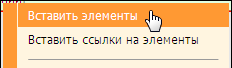 Вставить элементы
Вставить ссылки на элементы